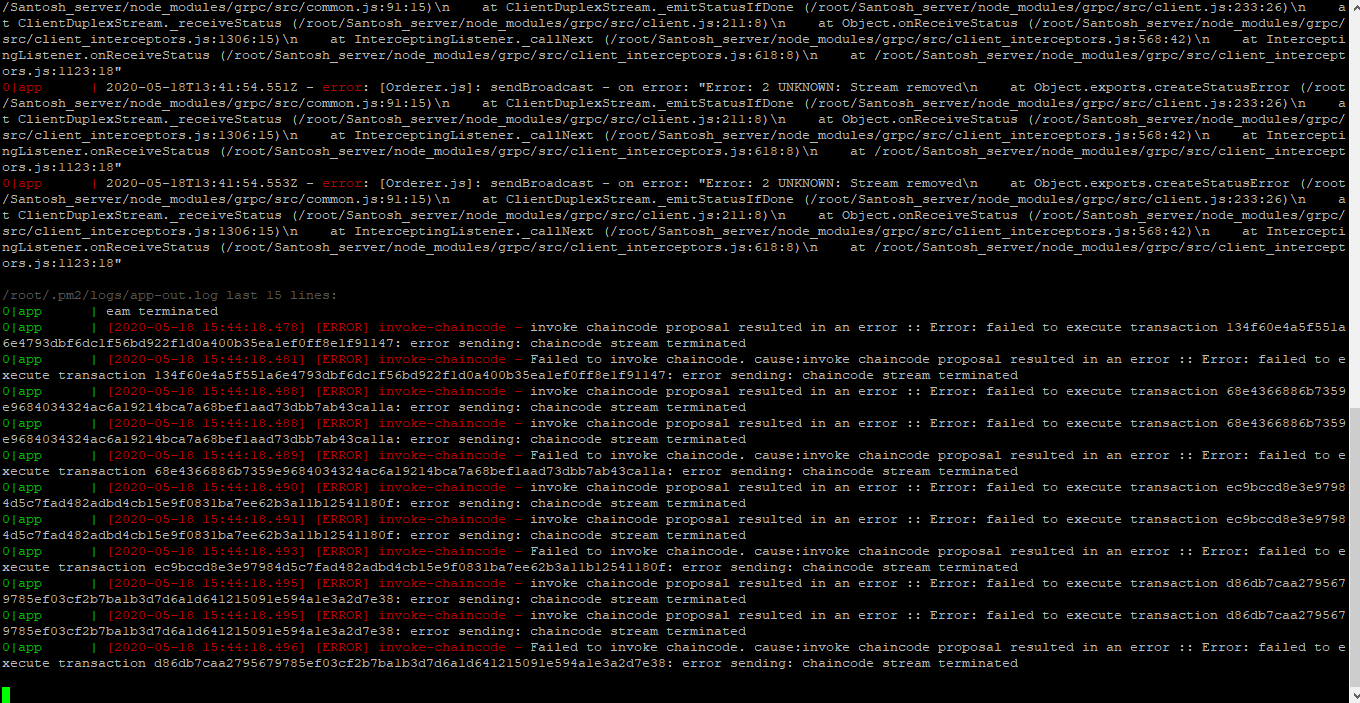 /Santosh_server/node_modules/grpc/src/common.js:91:15)\n    at ClientDuplexStream._emitStatusIfDone (/root/Santosh_server/node_modules/grpc/src/client.js:233:26)\n    a
t ClientDuplexStream._receiveStatus (/root/Santosh_server/node_modules/grpc/src/client.js:211:8)\n    at Object.onReceiveStatus (/root/Santosh_server/node_modules/grpc/
src/client_interceptors.js:1306:15)\n    at InterceptingListener._callNext (/root/Santosh_server/node_modules/grpc/src/client_interceptors.js:568:42)\n    at Intercepti
ngListener.onReceiveStatus (/root/Santosh_server/node_modules/grpc/src/client_interceptors.js:618:8)\n    at /root/Santosh_server/node_modules/grpc/src/client_intercept
ors.js:1123:18"
0|app      | 2020-05-18T13:41:54.551Z - error: [Orderer.js]: sendBroadcast - on error: "Error: 2 UNKNOWN: Stream removed\n    at Object.exports.createStatusError (/root
/Santosh_server/node_modules/grpc/src/common.js:91:15)\n    at ClientDuplexStream._emitStatusIfDone (/root/Santosh_server/node_modules/grpc/src/client.js:233:26)\n    a
t ClientDuplexStream._receiveStatus (/root/Santosh_server/node_modules/grpc/src/client.js:211:8)\n    at Object.onReceiveStatus (/root/Santosh_server/node_modules/grpc/
src/client_interceptors.js:1306:15)\n    at InterceptingListener._callNext (/root/Santosh_server/node_modules/grpc/src/client_interceptors.js:568:42)\n    at Intercepti
ngListener.onReceiveStatus (/root/Santosh_server/node_modules/grpc/src/client_interceptors.js:618:8)\n    at /root/Santosh_server/node_modules/grpc/src/client_intercept
ors.js:1123:18"
0|app      | 2020-05-18T13:41:54.553Z - error: [Orderer.js]: sendBroadcast - on error: "Error: 2 UNKNOWN: Stream removed\n    at Object.exports.createStatusError (/root
/Santosh_server/node_modules/grpc/src/common.js:91:15)\n    at ClientDuplexStream._emitStatusIfDone (/root/Santosh_server/node_modules/grpc/src/client.js:233:26)\n    a
t ClientDuplexStream._receiveStatus (/root/Santosh_server/node_modules/grpc/src/client.js:211:8)\n    at Object.onReceiveStatus (/root/Santosh_server/node_modules/grpc/
src/client_interceptors.js:1306:15)\n    at InterceptingListener._callNext (/root/Santosh_server/node_modules/grpc/src/client_interceptors.js:568:42)\n    at Intercepti
ngListener.onReceiveStatus (/root/Santosh_server/node_modules/grpc/src/client_interceptors.js:618:8)\n    at /root/Santosh_server/node_modules/grpc/src/client_intercept
ors.js:1123:18"
/root/.pm2/logs/app-out.log last 15 lines:
0|app      | eam terminated
0|app      | [2020-05-18 15:44:18.478] [ERROR] invoke-chaincode - invoke chaincode proposal resulted in an error :: Error: failed to execute transaction 134f60e4a5f551a
6e4793dbf6dc1f56bd922f1d0a400b35ea1ef0ff8e1f91147: error sending: chaincode stream terminated
0|app      | [2020-05-18 15:44:18.481] [ERROR] invoke-chaincode - Failed to invoke chaincode. cause:invoke chaincode proposal resulted in an error :: Error: failed to e
xecute transaction 134f60e4a5f551a6e4793dbf6dc1f56bd922f1d0a400b35ea1ef0ff8e1f91147: error sending: chaincode stream terminated
0|app      | [2020-05-18 15:44:18.488] [ERROR] invoke-chaincode - invoke chaincode proposal resulted in an error :: Error: failed to execute transaction 68e4366886b7359
e9684034324ac6a19214bca7a68bef1aad73dbb7ab43ca11a: error sending: chaincode stream terminated
0|app      | [2020-05-18 15:44:18.488] [ERROR] invoke-chaincode - invoke chaincode proposal resulted in an error :: Error: failed to execute transaction 68e4366886b7359
e9684034324ac6a19214bca7a68bef1aad73dbb7ab43ca11a: error sending: chaincode stream terminated
0|app      | [2020-05-18 15:44:18.489] [ERROR] invoke-chaincode - Failed to invoke chaincode. cause:invoke chaincode proposal resulted in an error :: Error: failed to e
xecute transaction 68e4366886b7359e9684034324ac6a19214bca7a68bef1aad73dbb7ab43ca11a: error sending: chaincode stream terminated
0|app      | [2020-05-18 15:44:18.490] [ERROR] invoke-chaincode - invoke chaincode proposal resulted in an error :: Error: failed to execute transaction ec9bccd8e3e9798
4d5c7fad482adbd4cb15e9f0831ba7ee62b3a11b12541180f: error sending: chaincode stream terminated
0|app      | [2020-05-18 15:44:18.491] [ERROR] invoke-chaincode - invoke chaincode proposal resulted in an error :: Error: failed to execute transaction ec9bccd8e3e9798
4d5c7fad482adbd4cb15e9f0831ba7ee62b3a11b12541180f: error sending: chaincode stream terminated
0|app      | [2020-05-18 15:44:18.493] [ERROR] invoke-chaincode - Failed to invoke chaincode. cause:invoke chaincode proposal resulted in an error :: Error: failed to e
xecute transaction ec9bccd8e3e97984d5c7fad482adbd4cb15e9f0831ba7ee62b3a11b12541180f: error sending: chaincode stream terminated
0|app      | [2020-05-18 15:44:18.495] [ERROR] invoke-chaincode - invoke chaincode proposal resulted in an error :: Error: failed to execute transaction d86db7caa279567
9785ef03cf2b7ba1b3d7d6a1d641215091e594a1e3a2d7e38: error sending: chaincode stream terminated
0|app      | [2020-05-18 15:44:18.495] [ERROR] invoke-chaincode - invoke chaincode proposal resulted in an error :: Error: failed to execute transaction d86db7caa279567
9785ef03cf2b7ba1b3d7d6a1d641215091e594a1e3a2d7e38: error sending: chaincode stream terminated
0|app      | [2020-05-18 15:44:18.496] [ERROR] invoke-chaincode - Failed to invoke chaincode. cause:invoke chaincode proposal resulted in an error :: Error: failed to e
xecute transaction d86db7caa2795679785ef03cf2b7ba1b3d7d6a1d641215091e594a1e3a2d7e38: error sending: chaincode stream terminated